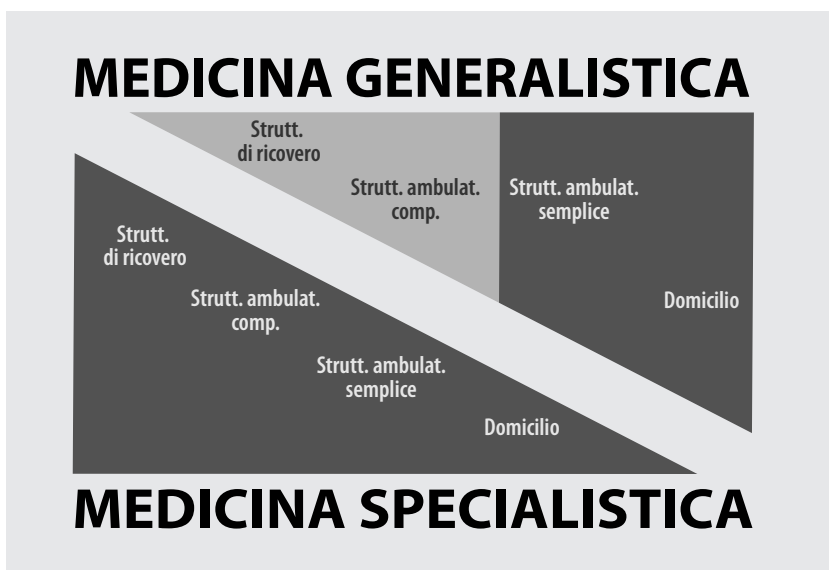 MEDICINA GENERALISTICA
Strutt.
di ricovero
Strutt. ambulat.
comp.
Strutt. ambulat.
semplice
Domicilio
Strutt.
di ricovero
Strutt. ambulat.
comp.
Strutt. ambulat.
semplice
Domicilio
MEDICINA SPECIALISTICA